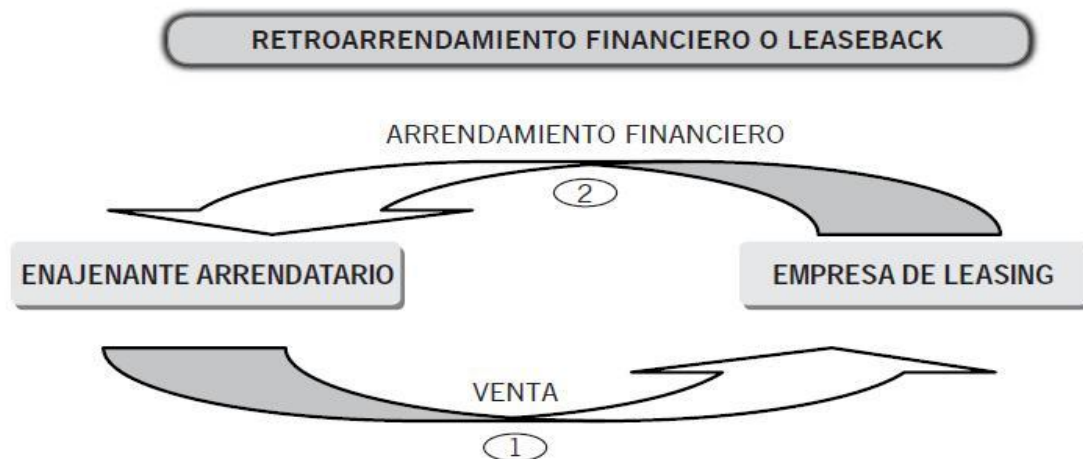 RETROARRENDAMIENTO FINANCIERO O LEASEBACK
ARRENDAMIENTO FINANCIERO
2
ENAJENANTE ARRENDATARIO
EMPRESA DE LEASING
VENTA
1